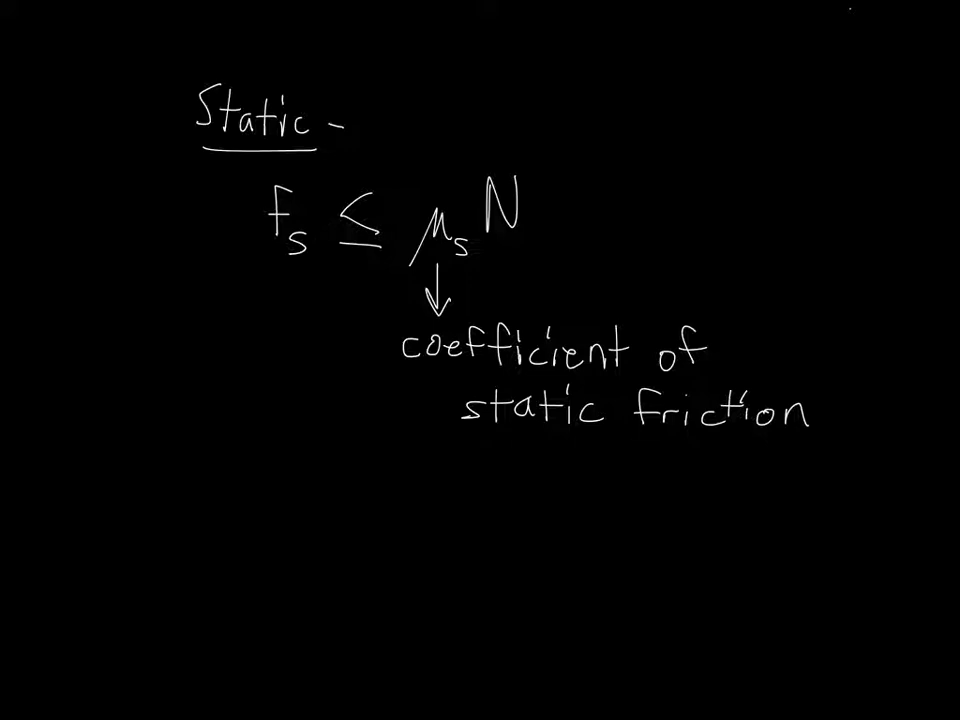 Static -
fs ≤ μs N
↓
coefficient of
static friction